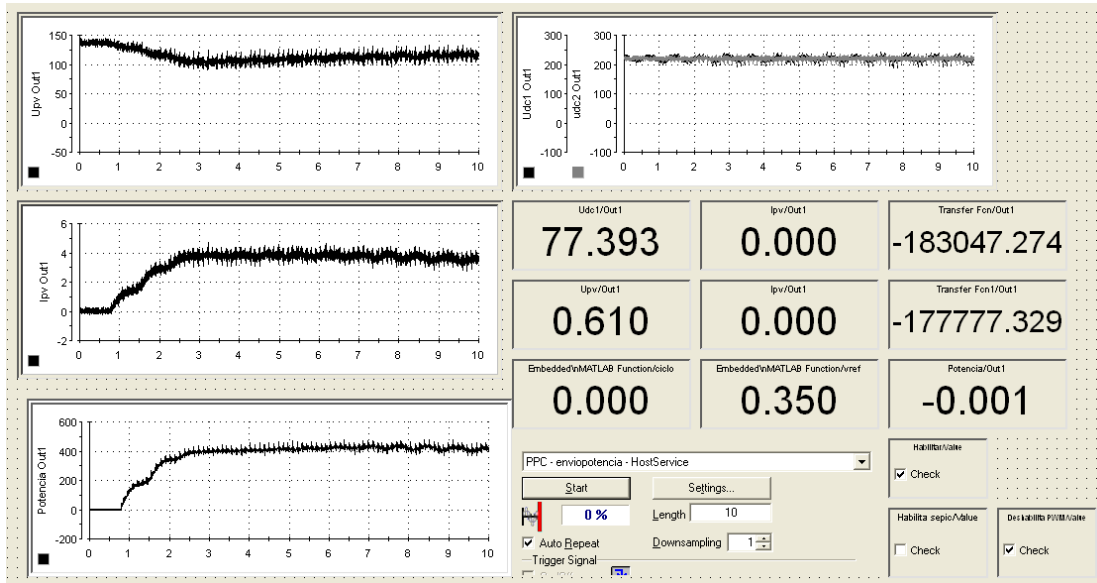 Upv Out1
150
100
50
0
-50
0 1 2 3 4 5 6 7 8 9 10
Udc1 Out1
300
200
100
0
-100
udc2 Out1
300
200
100
0
-100
0 1 2 3 4 5 6 7 8 9 10
Ipv Out1
6
4
2
0
-2
0 1 2 3 4 5 6 7 8 9 10
Udc1/Out1
77.393
Ipv/Out1
0.000
Transfer Fcn/Out1
-183047.274
Upv/Out1
0.610
Ipv/Out1
0.000
Transfer Fcn1/Out1
-177777.329
Embedded\nMATLAB Function/ciclo
0.000
Embedded\nMATLAB Function/vref
0.350
Potencia/Out1
-0.001
Potencia Out1
600
400
200
0
-200
0 1 2 3 4 5 6 7 8 9 10
PPC - enviopotencia - HostService
Start
Settings...
0 %
Length 10
Auto Repeat
Downsampling 1
Trigger Signal
Habilitar/Value
Check
Habilita sepic/Value
Check
Deshabilita PWM/Value
Check